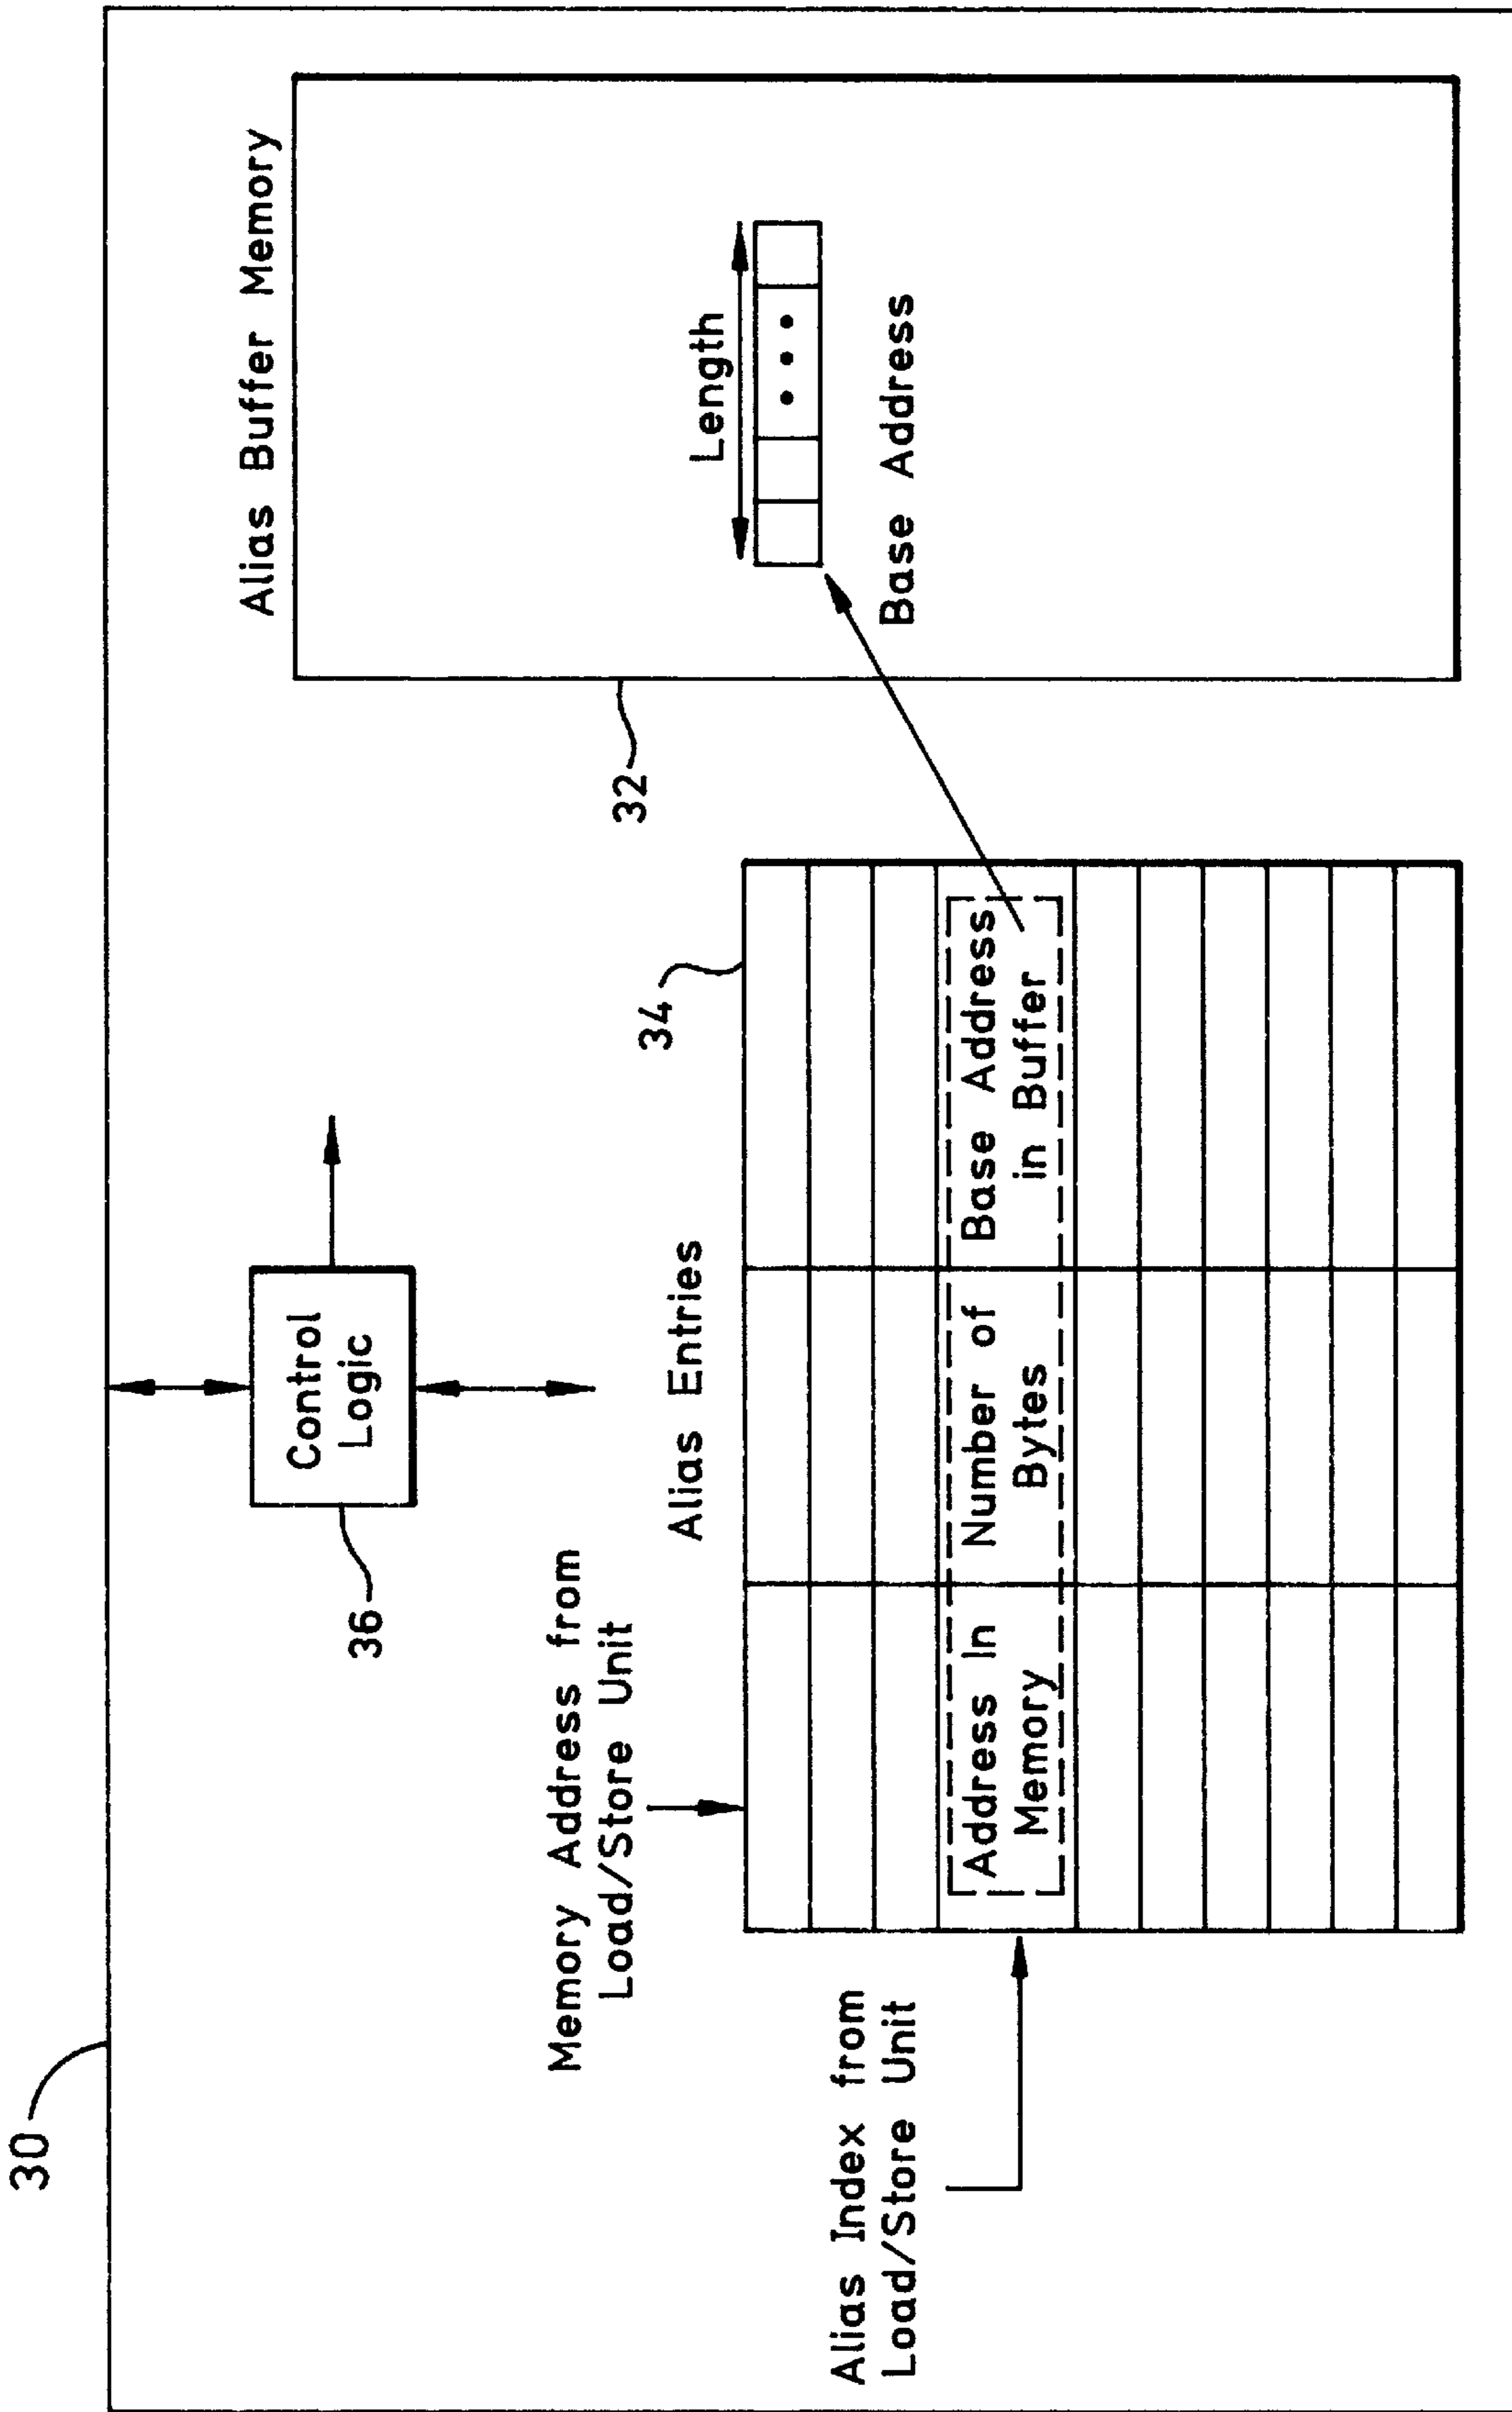 30
Control
Logic
36
Alias Buffer Memory
Memory Address from
Load/Store Unit
Alias Entries
34
32
Length
Base Address
Alias Index from
Load/Store Unit
Address In
Memory
Number of
Bytes
Base Address
in Buffer